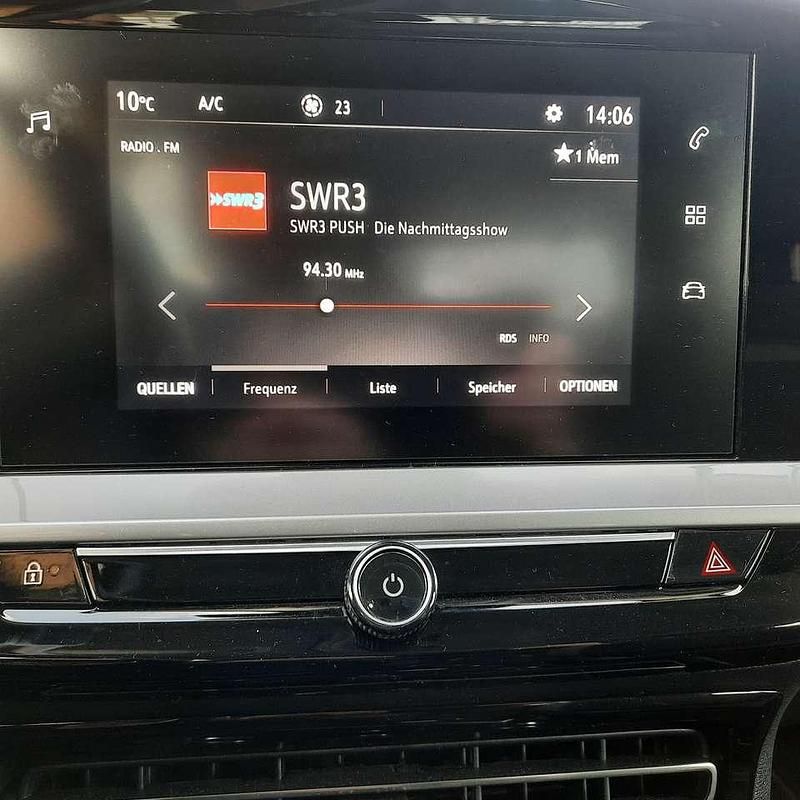 10°C A/C 23 14:06
RADIO . FM
1 Mem
SWR3
SWR3
SWR3 PUSH Die Nachmittagsshow
94.30 MHz
RDS INFO
QUELLEN Frequenz Liste Speicher OPTIONEN